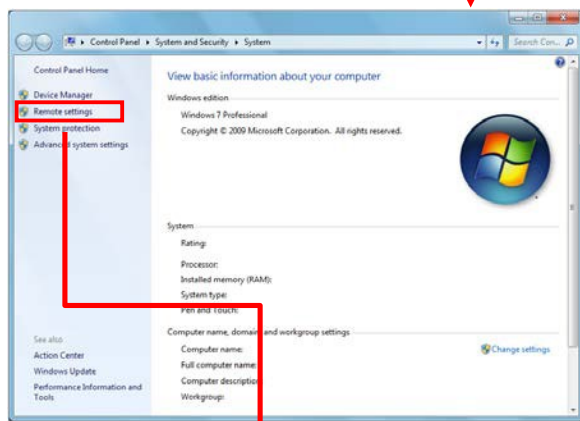 Control Panel ▸ System and Security ▸ System
Search Con...
Control Panel Home
Device Manager
Remote settings
System protection
Advanced system settings
See also
Action Center
Windows Update
Performance Information and
Tools
View basic information about your computer
Windows edition
Windows 7 Professional
Copyright © 2009 Microsoft Corporation. All rights reserved.
System
Rating:
Processor:
Installed memory (RAM):
System type:
Pen and Touch:
Computer name, domain, and workgroup settings
Computer name:
Change settings
Full computer name:
Computer description:
Workgroup: